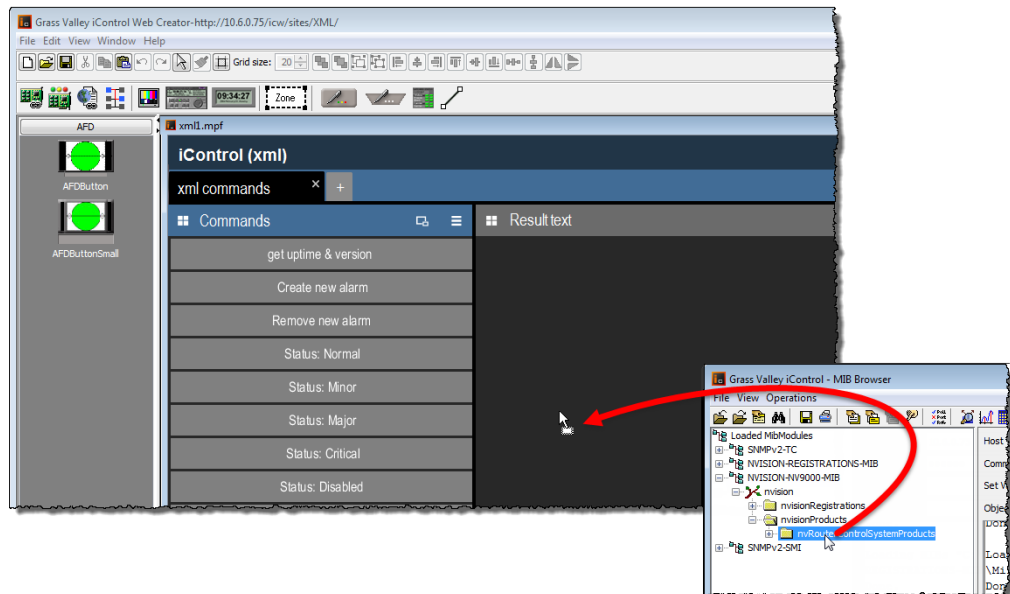 Grass Valley iControl Web Creator-http://10.6.0.75/icw/sites/XML/
File Edit View Window Help
Grid size: 20
09:34:27 Zone
AFD
xml1.mpf
AFDButton
AFDButtonSmall
iControl (xml)
xml commands × +
Commands
Result text
get uptime & version
Create new alarm
Remove new alarm
Status: Normal
Status: Minor
Status: Major
Status: Critical
Status: Disabled
Grass Valley iControl - MIB Browser
File View Operations
Loaded MibModules
SNMPv2-TC
NVISION-REGISTRATIONS-MIB
NVISION-NV9000-MIB
nvision
nvisionRegistrations
nvisionProducts
SNMPv2-SMI
Host
Set V
Loa
\Mi
Don